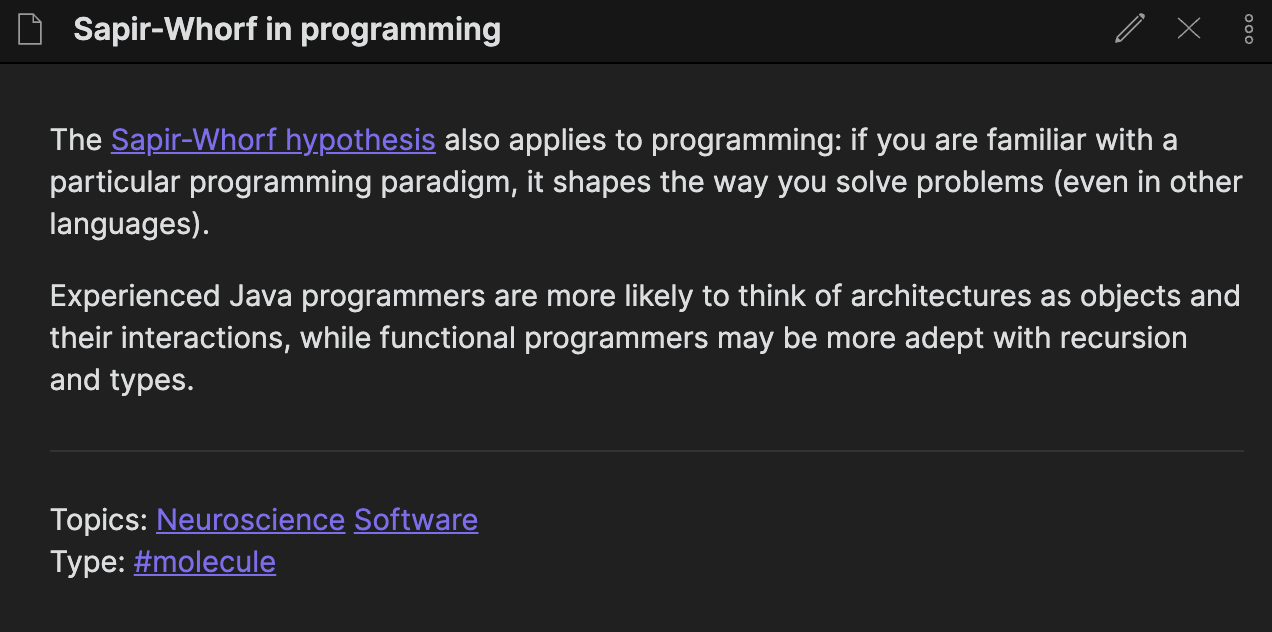 Sapir-Whorf in programming
The Sapir-Whorf hypothesis also applies to programming: if you are familiar with a
particular programming paradigm, it shapes the way you solve problems (even in other
languages).
Experienced Java programmers are more likely to think of architectures as objects and
their interactions, while functional programmers may be more adept with recursion
and types.
Topics: Neuroscience Software
Type: #molecule